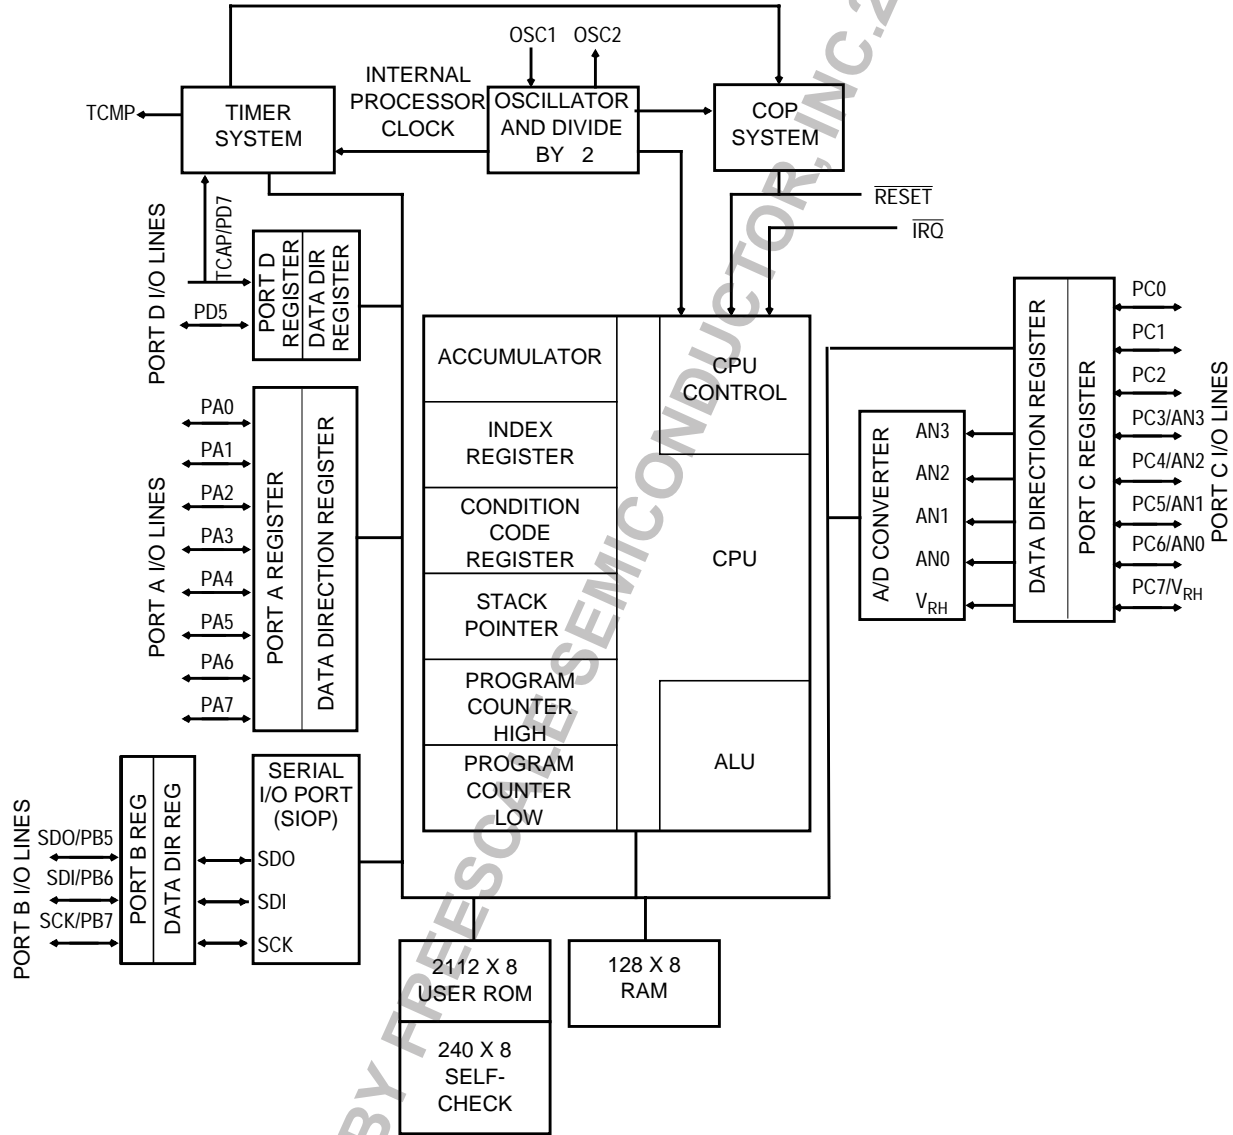 OSC1 OSC2
INTERNAL
PROCESSOR
CLOCK
TCMP
TIMER
SYSTEM
OSCILLATOR
AND DIVIDE
BY 2
COP
SYSTEM
RESET
IRQ
PORT D I/O LINES
TCAP/PD7
PD5
PORT D
REGISTER
DATA DIR
REGISTER
PORT A I/O LINES
PA0
PA1
PA2
PA3
PA4
PA5
PA6
PA7
PORT A REGISTER
DATA DIRECTION REGISTER
ACCUMULATOR
INDEX
REGISTER
CONDITION
CODE
REGISTER
STACK
POINTER
PROGRAM
COUNTER
HIGH
PROGRAM
COUNTER
LOW
CPU
CONTROL
CPU
ALU
A/D CONVERTER
AN3
AN2
AN1
AN0
VRH
DATA DIRECTION REGISTER
PORT C REGISTER
PC0
PC1
PC2
PC3/AN3
PC4/AN2
PC5/AN1
PC6/AN0
PC7/VRH
PORT C I/O LINES
PORT B I/O LINES
SDO/PB5
SDI/PB6
SCK/PB7
PORT B REG
DATA DIR REG
SERIAL
I/O PORT
(SIOP)
SDO
SDI
SCK
2112 X 8
USER ROM
240 X 8
SELF-
CHECK
128 X 8
RAM
BY FREESCALE SEMICONDUCTOR, INC.2